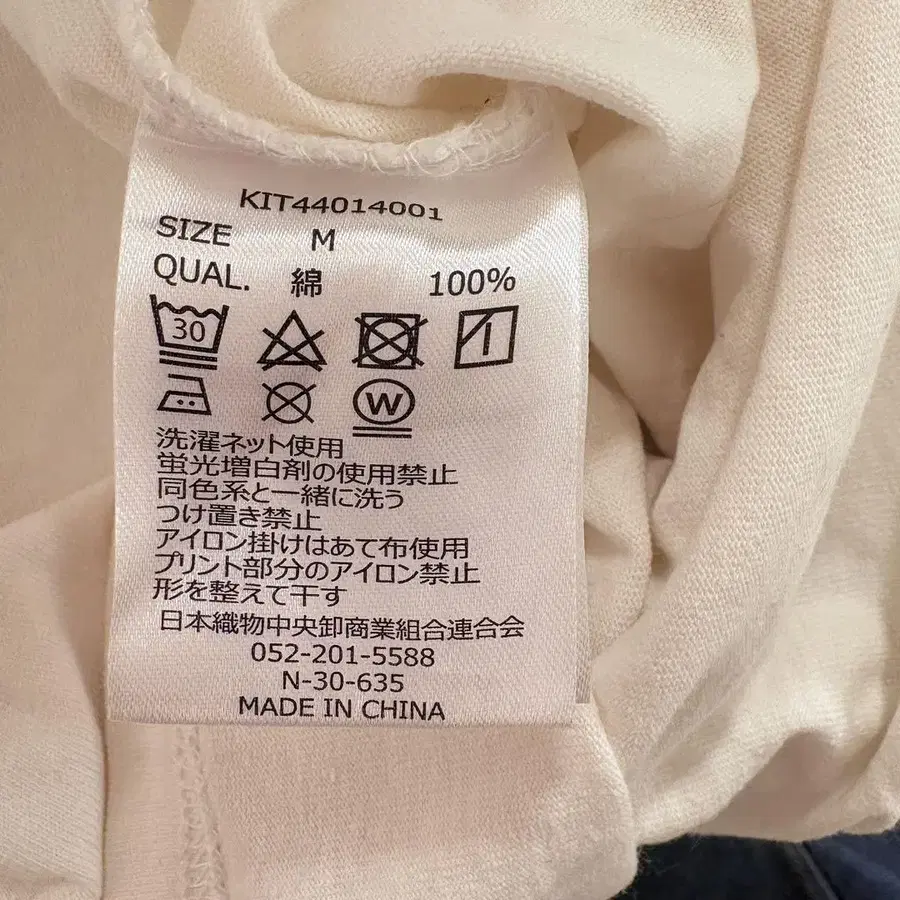 KIT44014001
SIZE M
QUAL. 綿 100%
30
W
洗濯ネット使用
蛍光増白剤の使用禁止
同色系と一緒に洗う
つけ置き禁止
アイロン掛けはあて布使用
プリント部分のアイロン禁止
形を整えて干す
日本織物中央卸商業組合連合会
052-201-5588
N-30-635
MADE IN CHINA